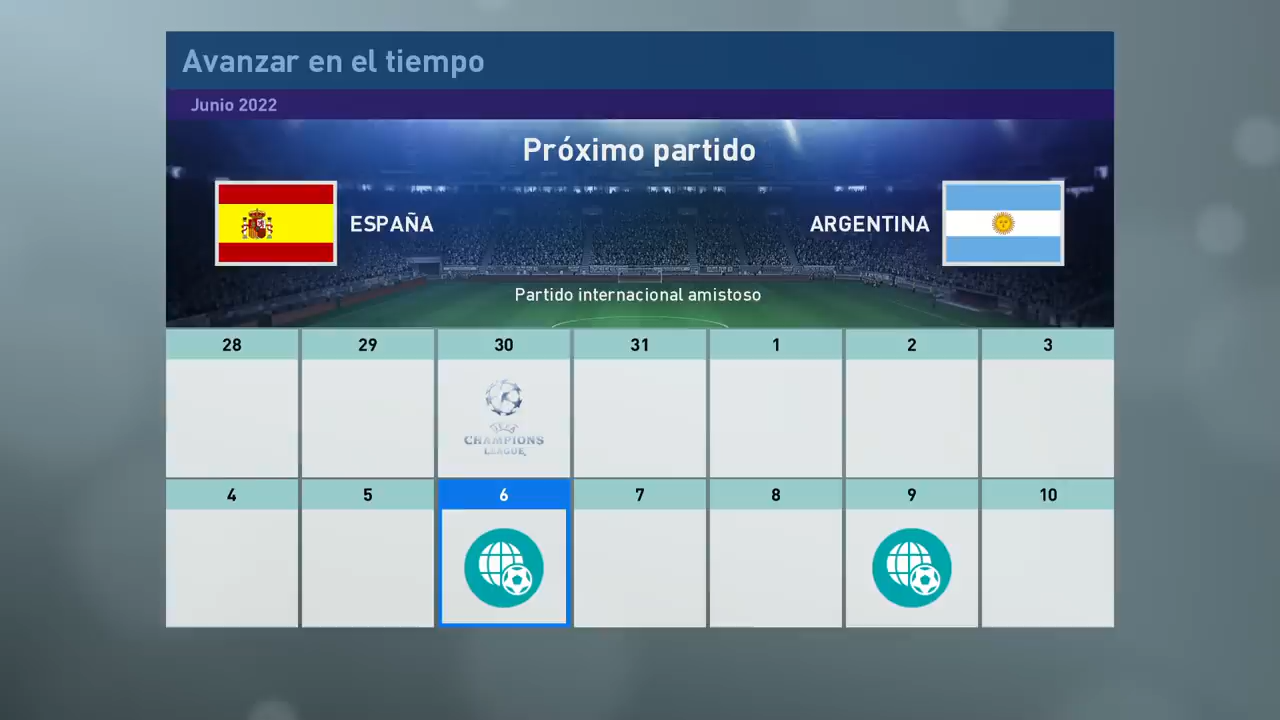 Avanzar en el tiempo
Junio 2022
Próximo partido
ESPAÑA
ARGENTINA
Partido internacional amistoso
28 29 30 31 1 2 3
UEFA
CHAMPIONS
LEAGUE
4 5 6 7 8 9 10